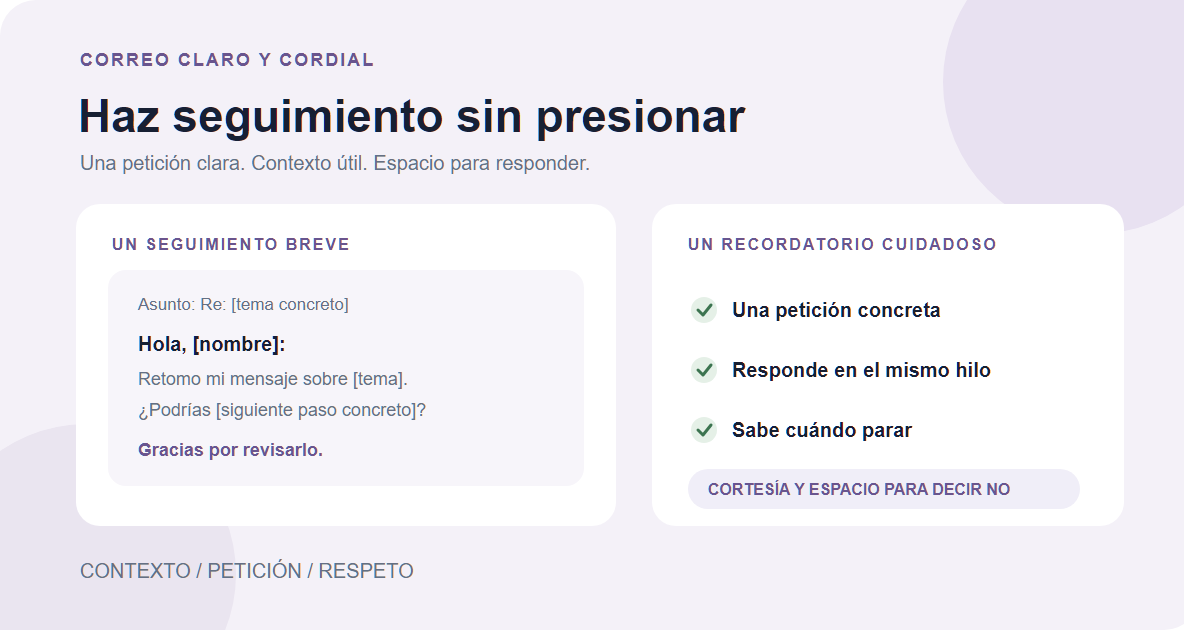 CORREO CLARO Y CORDIAL
Haz seguimiento sin presionar
Una petición clara. Contexto útil. Espacio para responder.
UN SEGUIMIENTO BREVE
Asunto: Re: [tema concreto]
Hola, [nombre]:
Retomo mi mensaje sobre [tema].
¿Podrías [siguiente paso concreto]?
Gracias por revisarlo.
UN RECORDATORIO CUIDADOSO
Una petición concreta
Responde en el mismo hilo
Sabe cuándo parar
CORTESÍA Y ESPACIO PARA DECIR NO
CONTEXTO / PETICIÓN / RESPETO